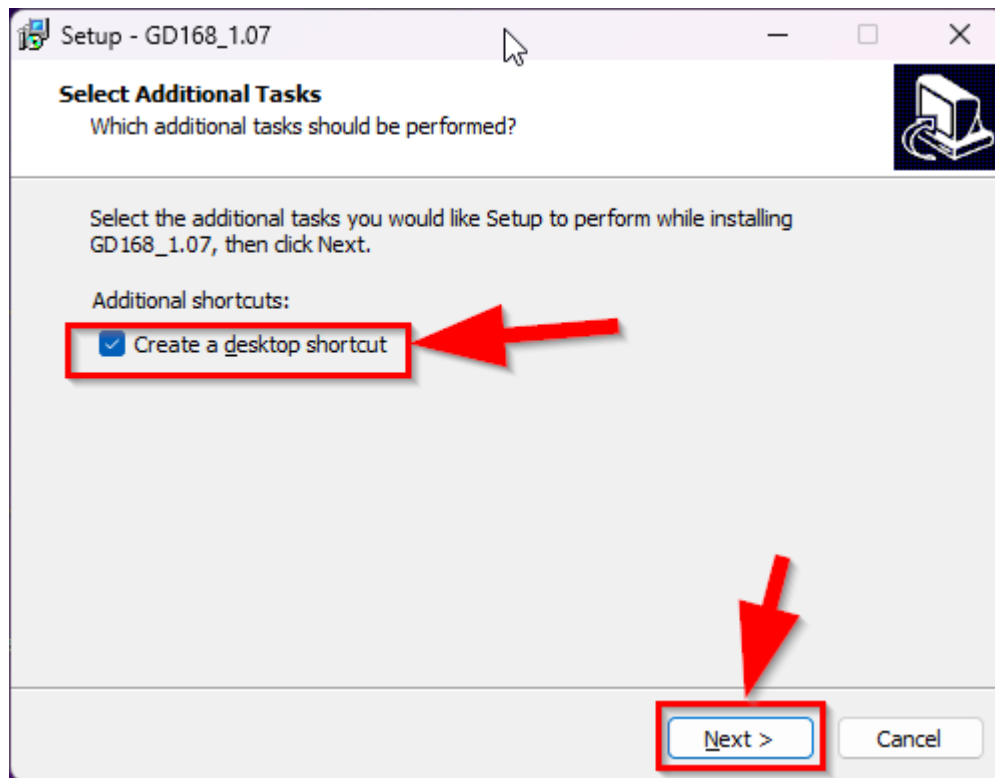 Setup - GD168_1.07
Select Additional Tasks
Which additional tasks should be performed?
Select the additional tasks you would like Setup to perform while installing
GD168_1.07, then click Next.
Additional shortcuts:
Create a desktop shortcut
Next >
Cancel